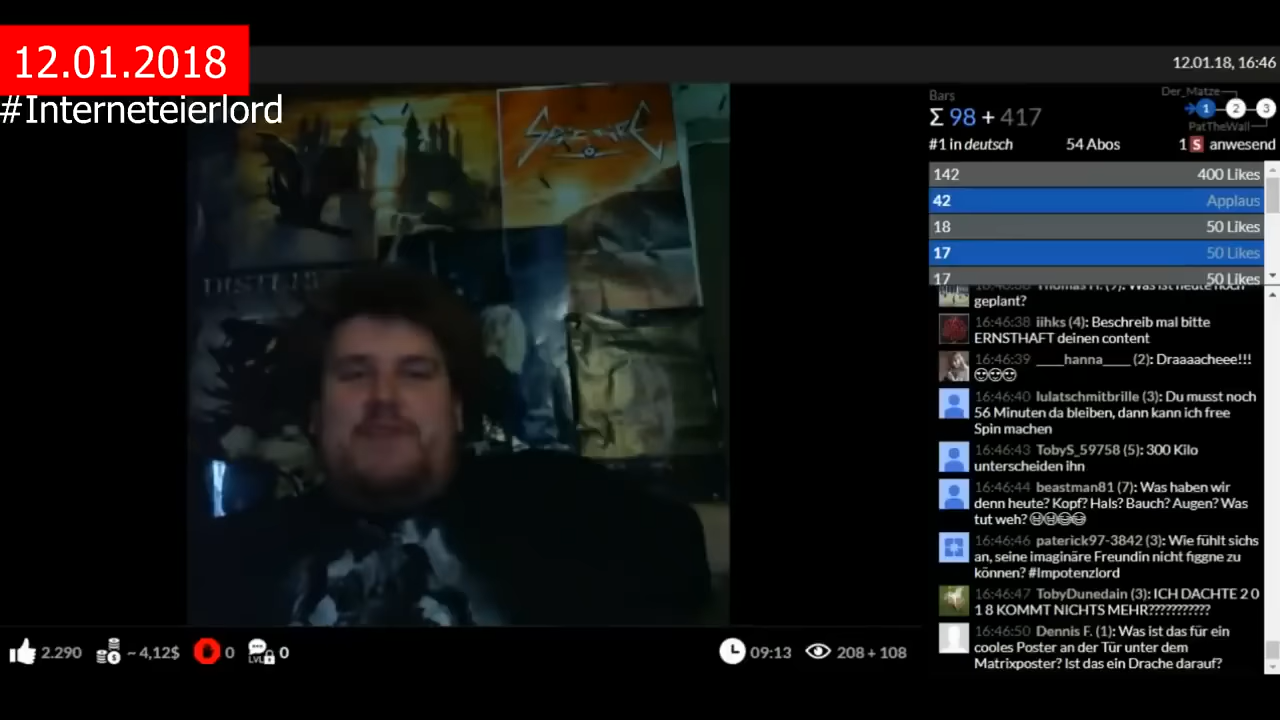 12.01.2018
#Interneteierlord
12.01.18, 16:46
Bars
Der_Matze
Σ 98 + 417
1 2 3
PatTheWall
#1 in deutsch 54 Abos 1 S anwesend
142 400 Likes
42 Applaus
18 50 Likes
17 50 Likes
17 50 Likes
geplant?
16:46:38 iihks (4): Beschreib mal bitte
ERNSTHAFT deinen content
16:46:39 ____hanna____ (2): Draaaacheee!!!
16:46:40 lulatschmitbrille (3): Du musst noch
56 Minuten da bleiben, dann kann ich free
Spin machen
16:46:43 TobyS_59758 (5): 300 Kilo
unterscheiden ihn
16:46:44 beastman81 (7): Was haben wir
denn heute? Kopf? Hals? Bauch? Augen? Was
tut weh?
16:46:46 paterick97-3842 (3): Wie fühlt sichs
an, seine imaginäre Freundin nicht figgne zu
können? #Impotenzlord
16:46:47 TobyDunedain (3): ICH DACHTE 2 0
1 8 KOMMT NICHTS MEHR???????????
16:46:50 Dennis F. (1): Was ist das für ein
cooles Poster an der Tür unter dem
Matrixposter? Ist das ein Drache darauf?
2.290 ~ 4,12$ 0 LVL 0 09:13 208 + 108